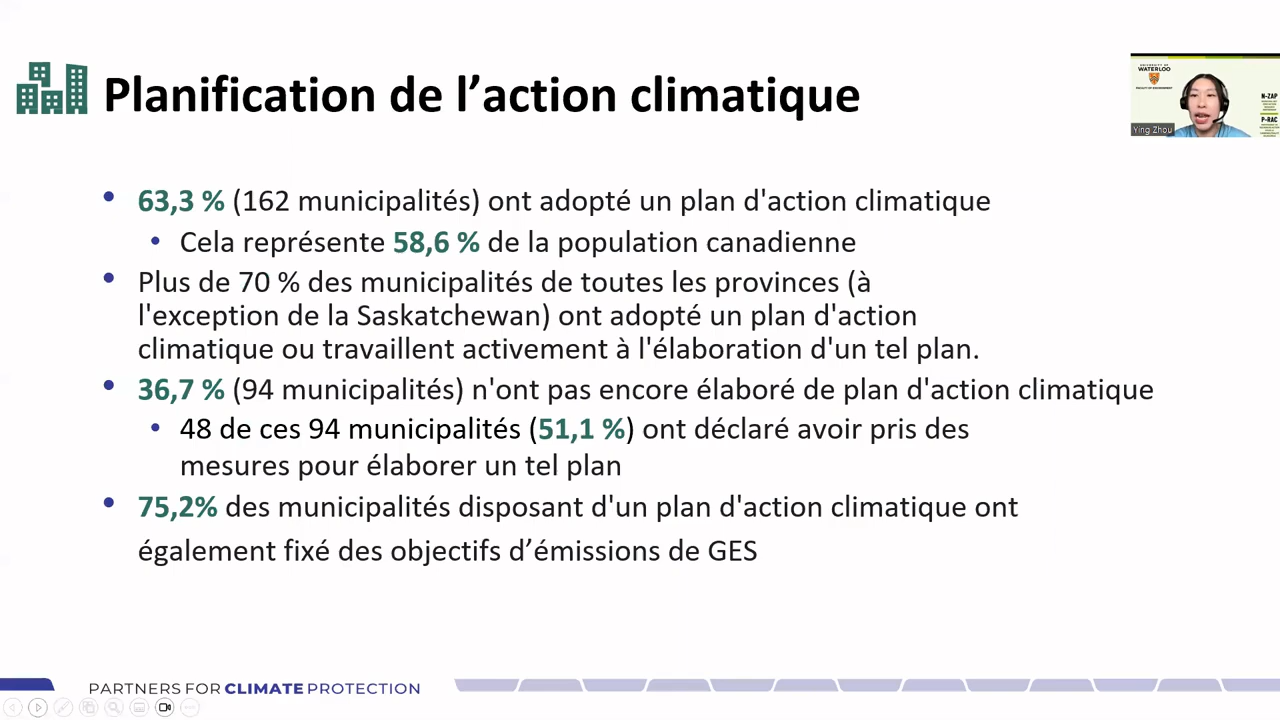 Planification de l’action climatique
UNIVERSITY OF
WATERLOO
FACULTY OF ENVIRONMENT
N-ZAP
P-RAC
Ying Zhou
• 63,3 % (162 municipalités) ont adopté un plan d'action climatique
• Cela représente 58,6 % de la population canadienne
• Plus de 70 % des municipalités de toutes les provinces (à
l'exception de la Saskatchewan) ont adopté un plan d'action
climatique ou travaillent activement à l'élaboration d'un tel plan.
• 36,7 % (94 municipalités) n'ont pas encore élaboré de plan d'action climatique
• 48 de ces 94 municipalités (51,1 %) ont déclaré avoir pris des
mesures pour élaborer un tel plan
• 75,2% des municipalités disposant d'un plan d'action climatique ont
également fixé des objectifs d’émissions de GES
PARTNERS FOR CLIMATE PROTECTION